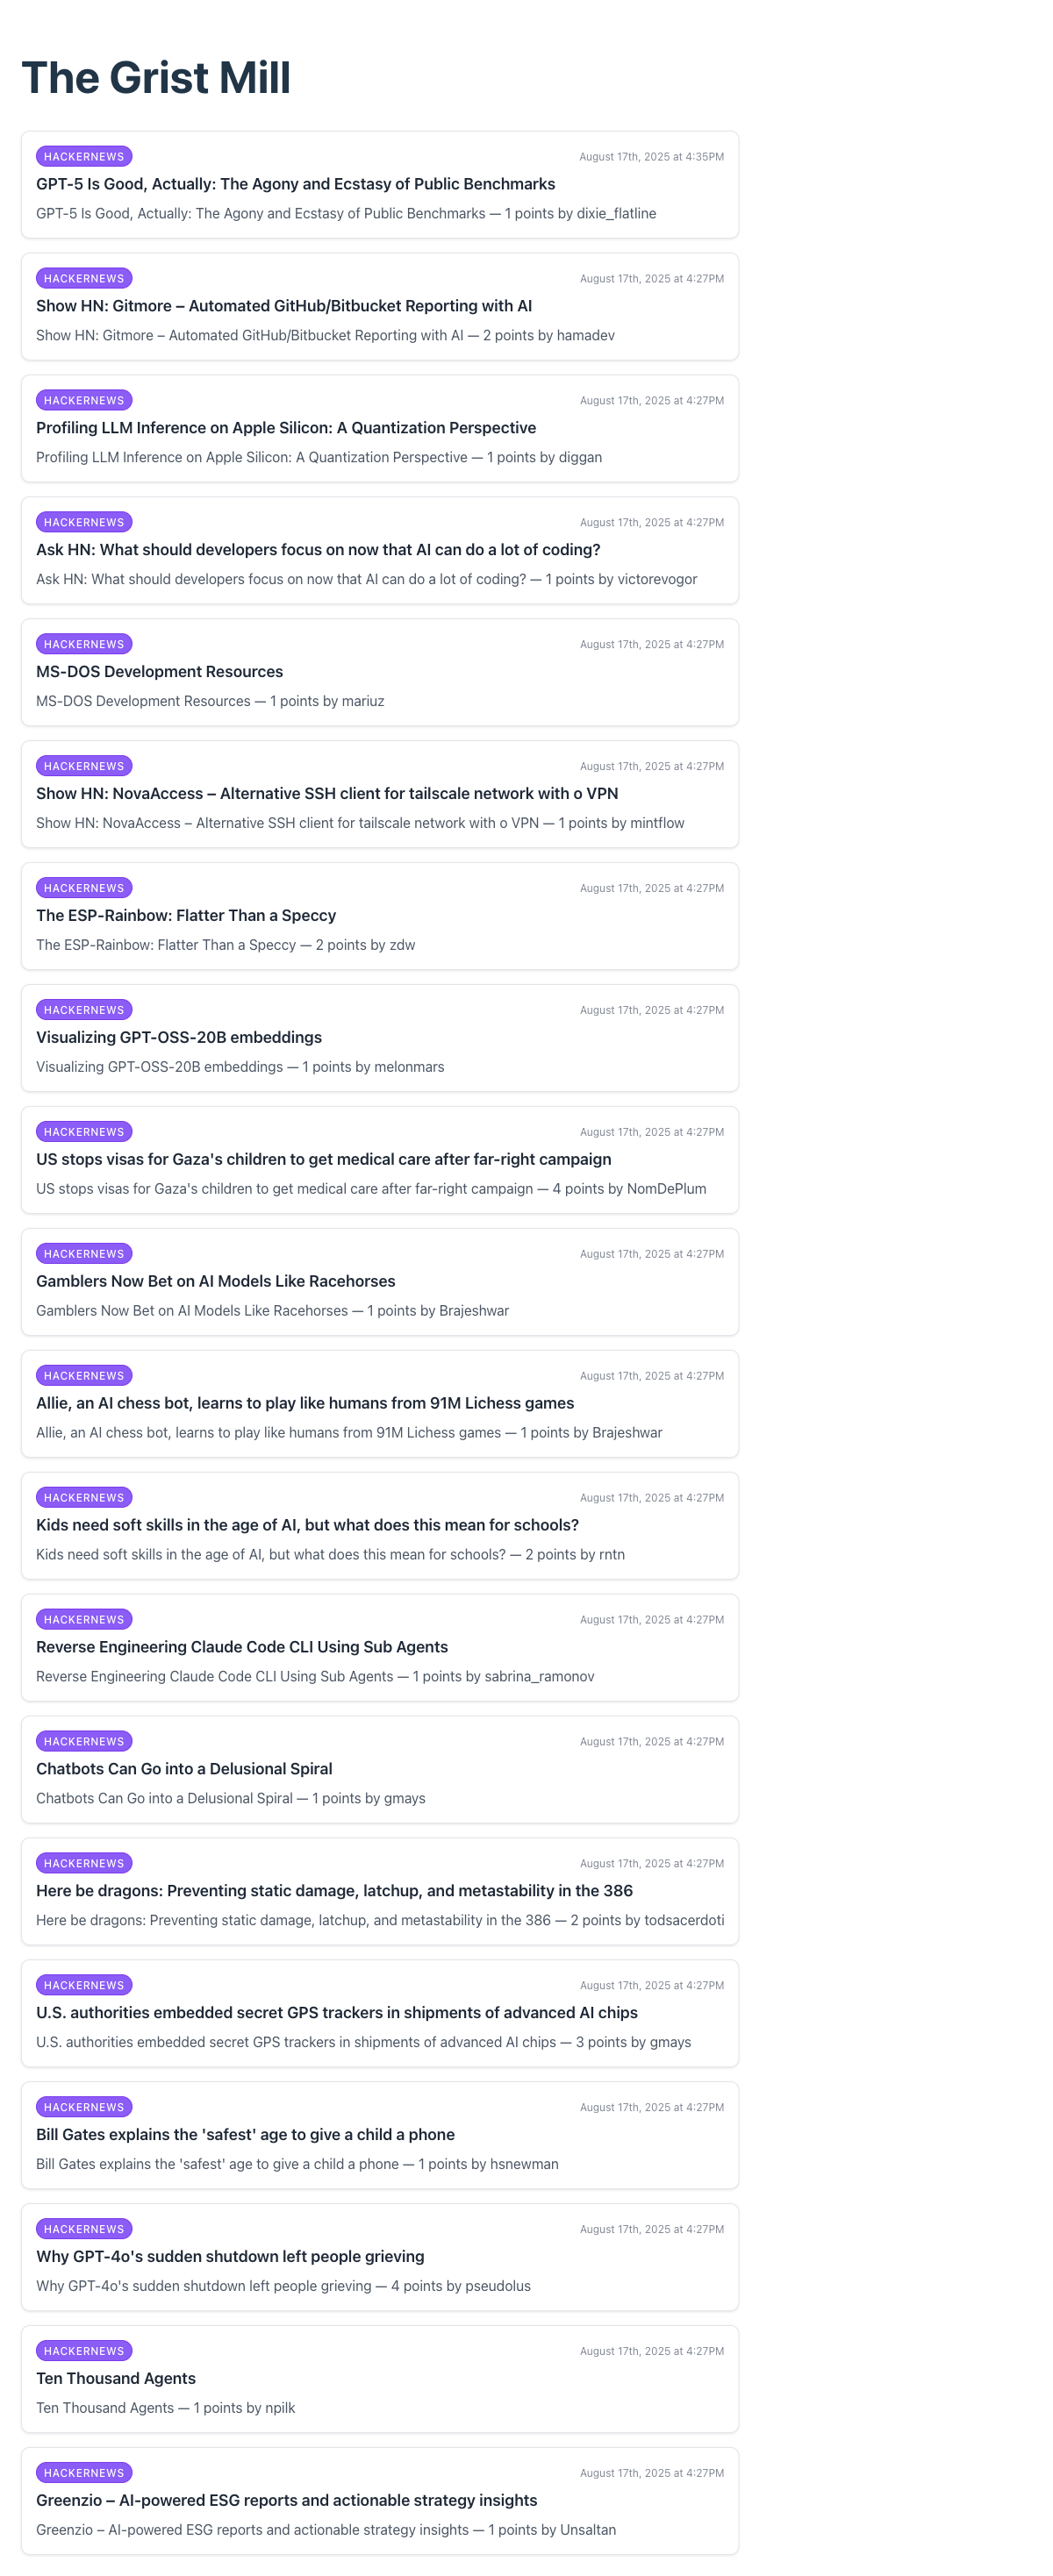 The Grist Mill
HACKERNEWS
August 17th, 2025 at 4:35PM
GPT-5 Is Good, Actually: The Agony and Ecstasy of Public Benchmarks
GPT-5 Is Good, Actually: The Agony and Ecstasy of Public Benchmarks — 1 points by dixie_flatline
HACKERNEWS
August 17th, 2025 at 4:27PM
Show HN: Gitmore – Automated GitHub/Bitbucket Reporting with AI
Show HN: Gitmore – Automated GitHub/Bitbucket Reporting with AI — 2 points by hamadev
HACKERNEWS
August 17th, 2025 at 4:27PM
Profiling LLM Inference on Apple Silicon: A Quantization Perspective
Profiling LLM Inference on Apple Silicon: A Quantization Perspective — 1 points by diggan
HACKERNEWS
August 17th, 2025 at 4:27PM
Ask HN: What should developers focus on now that AI can do a lot of coding?
Ask HN: What should developers focus on now that AI can do a lot of coding? — 1 points by victorevogor
HACKERNEWS
August 17th, 2025 at 4:27PM
MS-DOS Development Resources
MS-DOS Development Resources — 1 points by mariuz
HACKERNEWS
August 17th, 2025 at 4:27PM
Show HN: NovaAccess – Alternative SSH client for tailscale network with o VPN
Show HN: NovaAccess – Alternative SSH client for tailscale network with o VPN — 1 points by mintflow
HACKERNEWS
August 17th, 2025 at 4:27PM
The ESP-Rainbow: Flatter Than a Speccy
The ESP-Rainbow: Flatter Than a Speccy — 2 points by zdw
HACKERNEWS
August 17th, 2025 at 4:27PM
Visualizing GPT-OSS-20B embeddings
Visualizing GPT-OSS-20B embeddings — 1 points by melonmars
HACKERNEWS
August 17th, 2025 at 4:27PM
US stops visas for Gaza's children to get medical care after far-right campaign
US stops visas for Gaza's children to get medical care after far-right campaign — 4 points by NomDePlum
HACKERNEWS
August 17th, 2025 at 4:27PM
Gamblers Now Bet on AI Models Like Racehorses
Gamblers Now Bet on AI Models Like Racehorses — 1 points by Brajeshwar
HACKERNEWS
August 17th, 2025 at 4:27PM
Allie, an AI chess bot, learns to play like humans from 91M Lichess games
Allie, an AI chess bot, learns to play like humans from 91M Lichess games — 1 points by Brajeshwar
HACKERNEWS
August 17th, 2025 at 4:27PM
Kids need soft skills in the age of AI, but what does this mean for schools?
Kids need soft skills in the age of AI, but what does this mean for schools? — 2 points by rntn
HACKERNEWS
August 17th, 2025 at 4:27PM
Reverse Engineering Claude Code CLI Using Sub Agents
Reverse Engineering Claude Code CLI Using Sub Agents — 1 points by sabrina_ramonov
HACKERNEWS
August 17th, 2025 at 4:27PM
Chatbots Can Go into a Delusional Spiral
Chatbots Can Go into a Delusional Spiral — 1 points by gmays
HACKERNEWS
August 17th, 2025 at 4:27PM
Here be dragons: Preventing static damage, latchup, and metastability in the 386
Here be dragons: Preventing static damage, latchup, and metastability in the 386 — 2 points by todsacerdoti
HACKERNEWS
August 17th, 2025 at 4:27PM
U.S. authorities embedded secret GPS trackers in shipments of advanced AI chips
U.S. authorities embedded secret GPS trackers in shipments of advanced AI chips — 3 points by gmays
HACKERNEWS
August 17th, 2025 at 4:27PM
Bill Gates explains the 'safest' age to give a child a phone
Bill Gates explains the 'safest' age to give a child a phone — 1 points by hsnewman
HACKERNEWS
August 17th, 2025 at 4:27PM
Why GPT-4o's sudden shutdown left people grieving
Why GPT-4o's sudden shutdown left people grieving — 4 points by pseudolus
HACKERNEWS
August 17th, 2025 at 4:27PM
Ten Thousand Agents
Ten Thousand Agents — 1 points by npilk
HACKERNEWS
August 17th, 2025 at 4:27PM
Greenzio – AI-powered ESG reports and actionable strategy insights
Greenzio – AI-powered ESG reports and actionable strategy insights — 1 points by Unsaltan